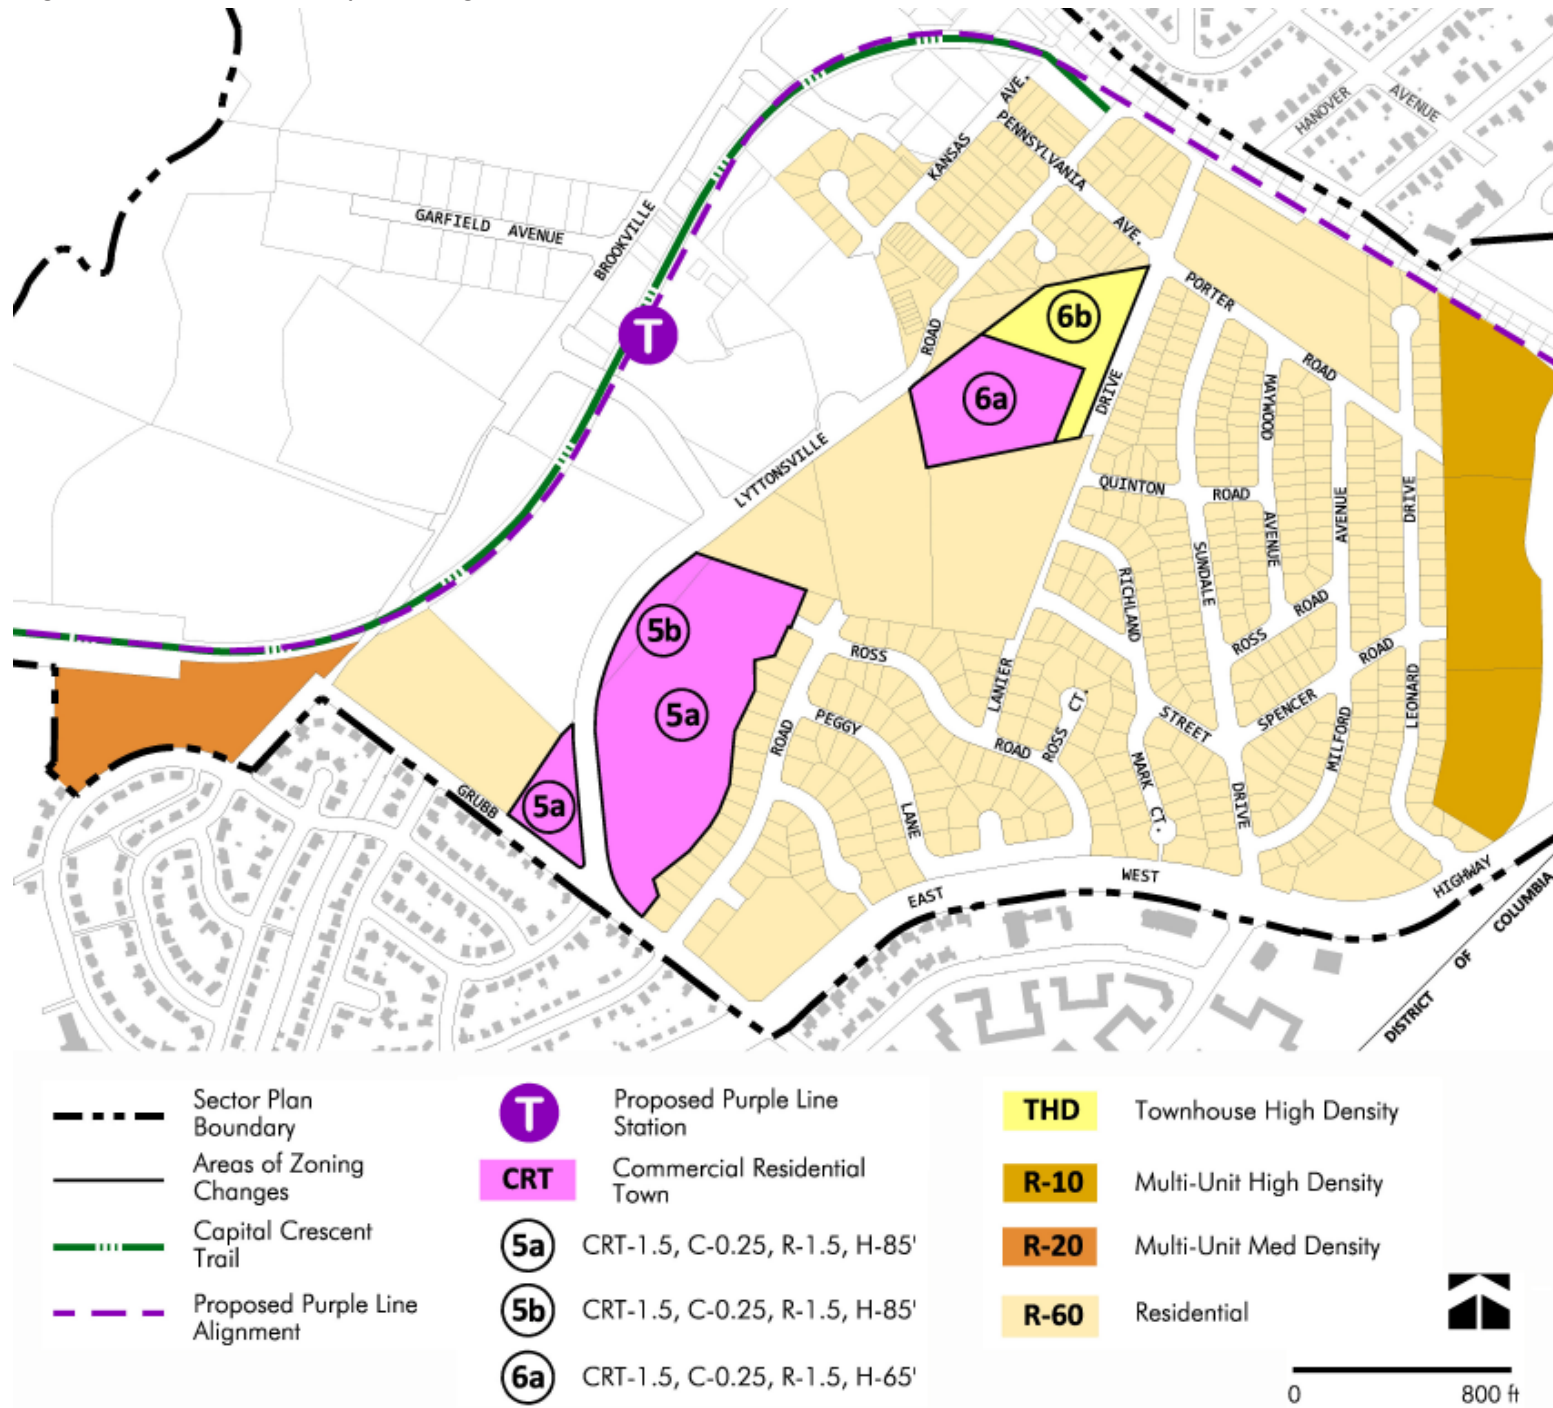 HANOVER
AVENUE
KANSAS
AVE.
PENNSYLVANIA
AVE.
GARFIELD AVENUE
BROOKVILLE
T
6b
PORTER
ROAD
ROAD
6a
DRIVE
MAYWOOD
AVENUE
LYTTONSVILLE
QUINTON
ROAD
AVENUE
DRIVE
SUNDALE
RICHLAND
ROSS
ROAD
5b
ROSS
ROAD
LANIER
5a
ROSS CT.
STREET
SPENCER
ROAD
LEONARD
MILFORD
ROAD
PEGGY
LANE
MARK CT.
DRIVE
GRUBB
5a
EAST
WEST
HIGHWAY
DISTRICT OF COLUMBIA
Sector Plan
Boundary
Areas of Zoning
Changes
Capital Crescent
Trail
Proposed Purple Line
Alignment
T
Proposed Purple Line
Station
CRT
Commercial Residential
Town
5a CRT-1.5, C-0.25, R-1.5, H-85'
5b CRT-1.5, C-0.25, R-1.5, H-85'
6a CRT-1.5, C-0.25, R-1.5, H-65'
THD Townhouse High Density
R-10 Multi-Unit High Density
R-20 Multi-Unit Med Density
R-60 Residential
0 800 ft